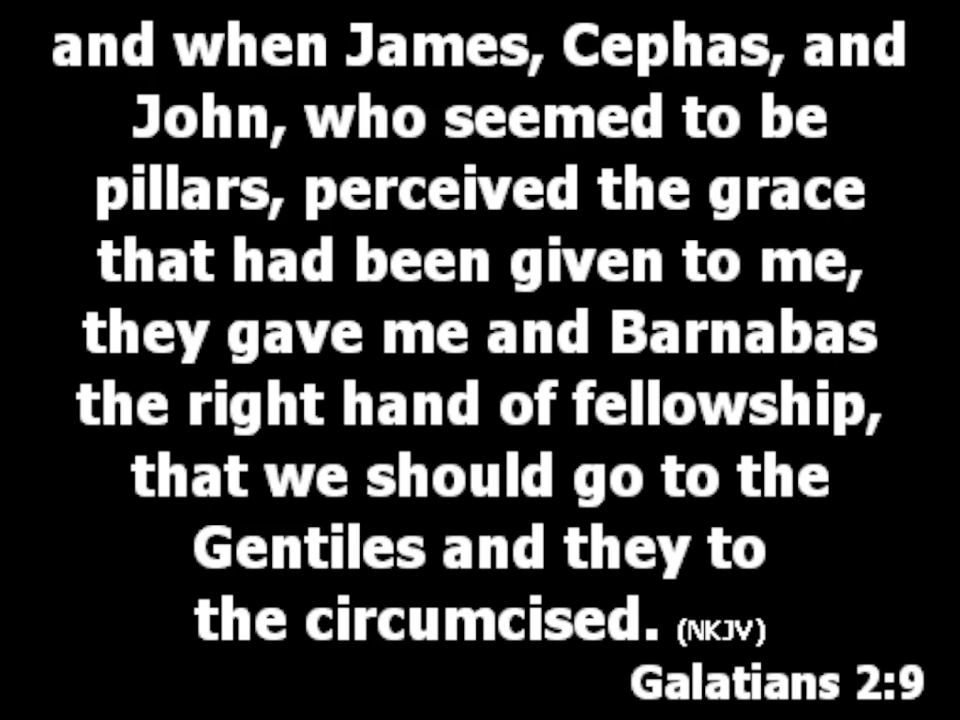 and when James, Cephas, and
John, who seemed to be
pillars, perceived the grace
that had been given to me,
they gave me and Barnabas
the right hand of fellowship,
that we should go to the
Gentiles and they to
the circumcised. (NKJV)
Galatians 2:9